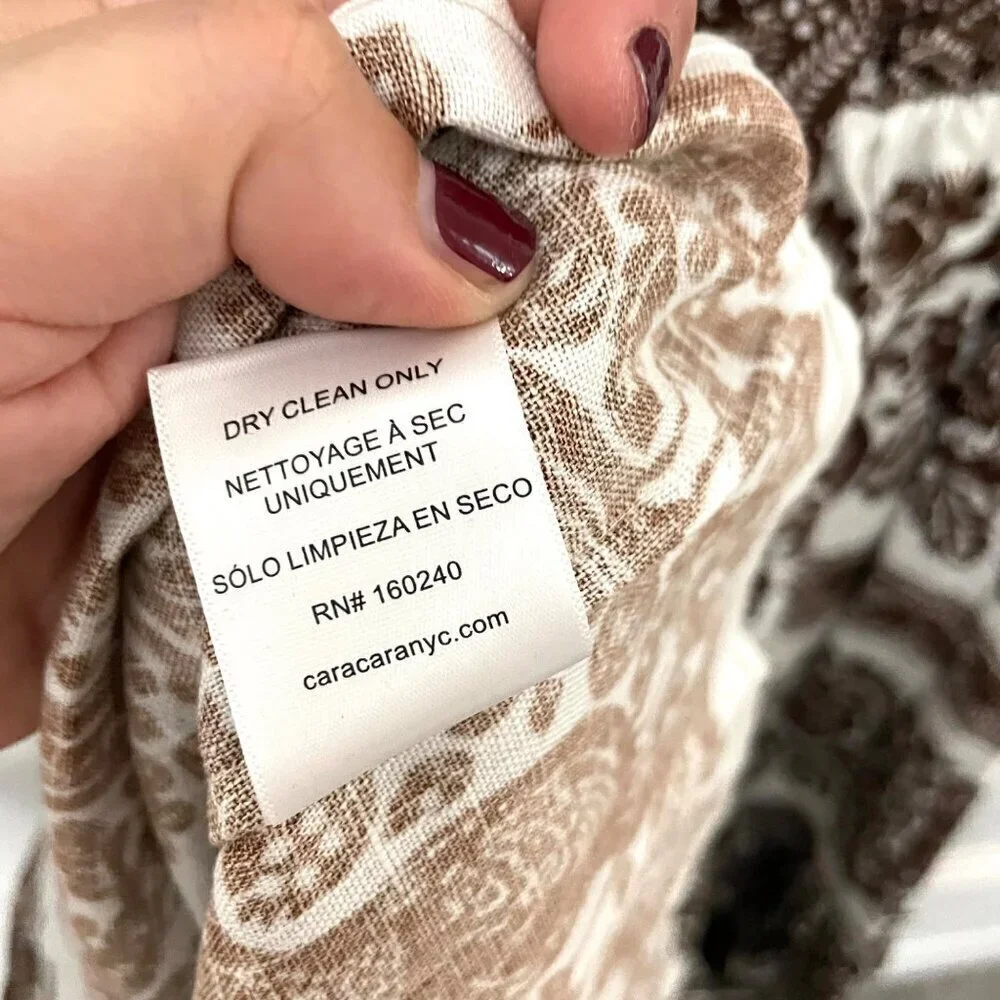 DRY CLEAN ONLY
NETTOYAGE À SEC
UNIQUEMENT
SÓLO LIMPIEZA EN SECO
RN# 160240
caracaranyc.com